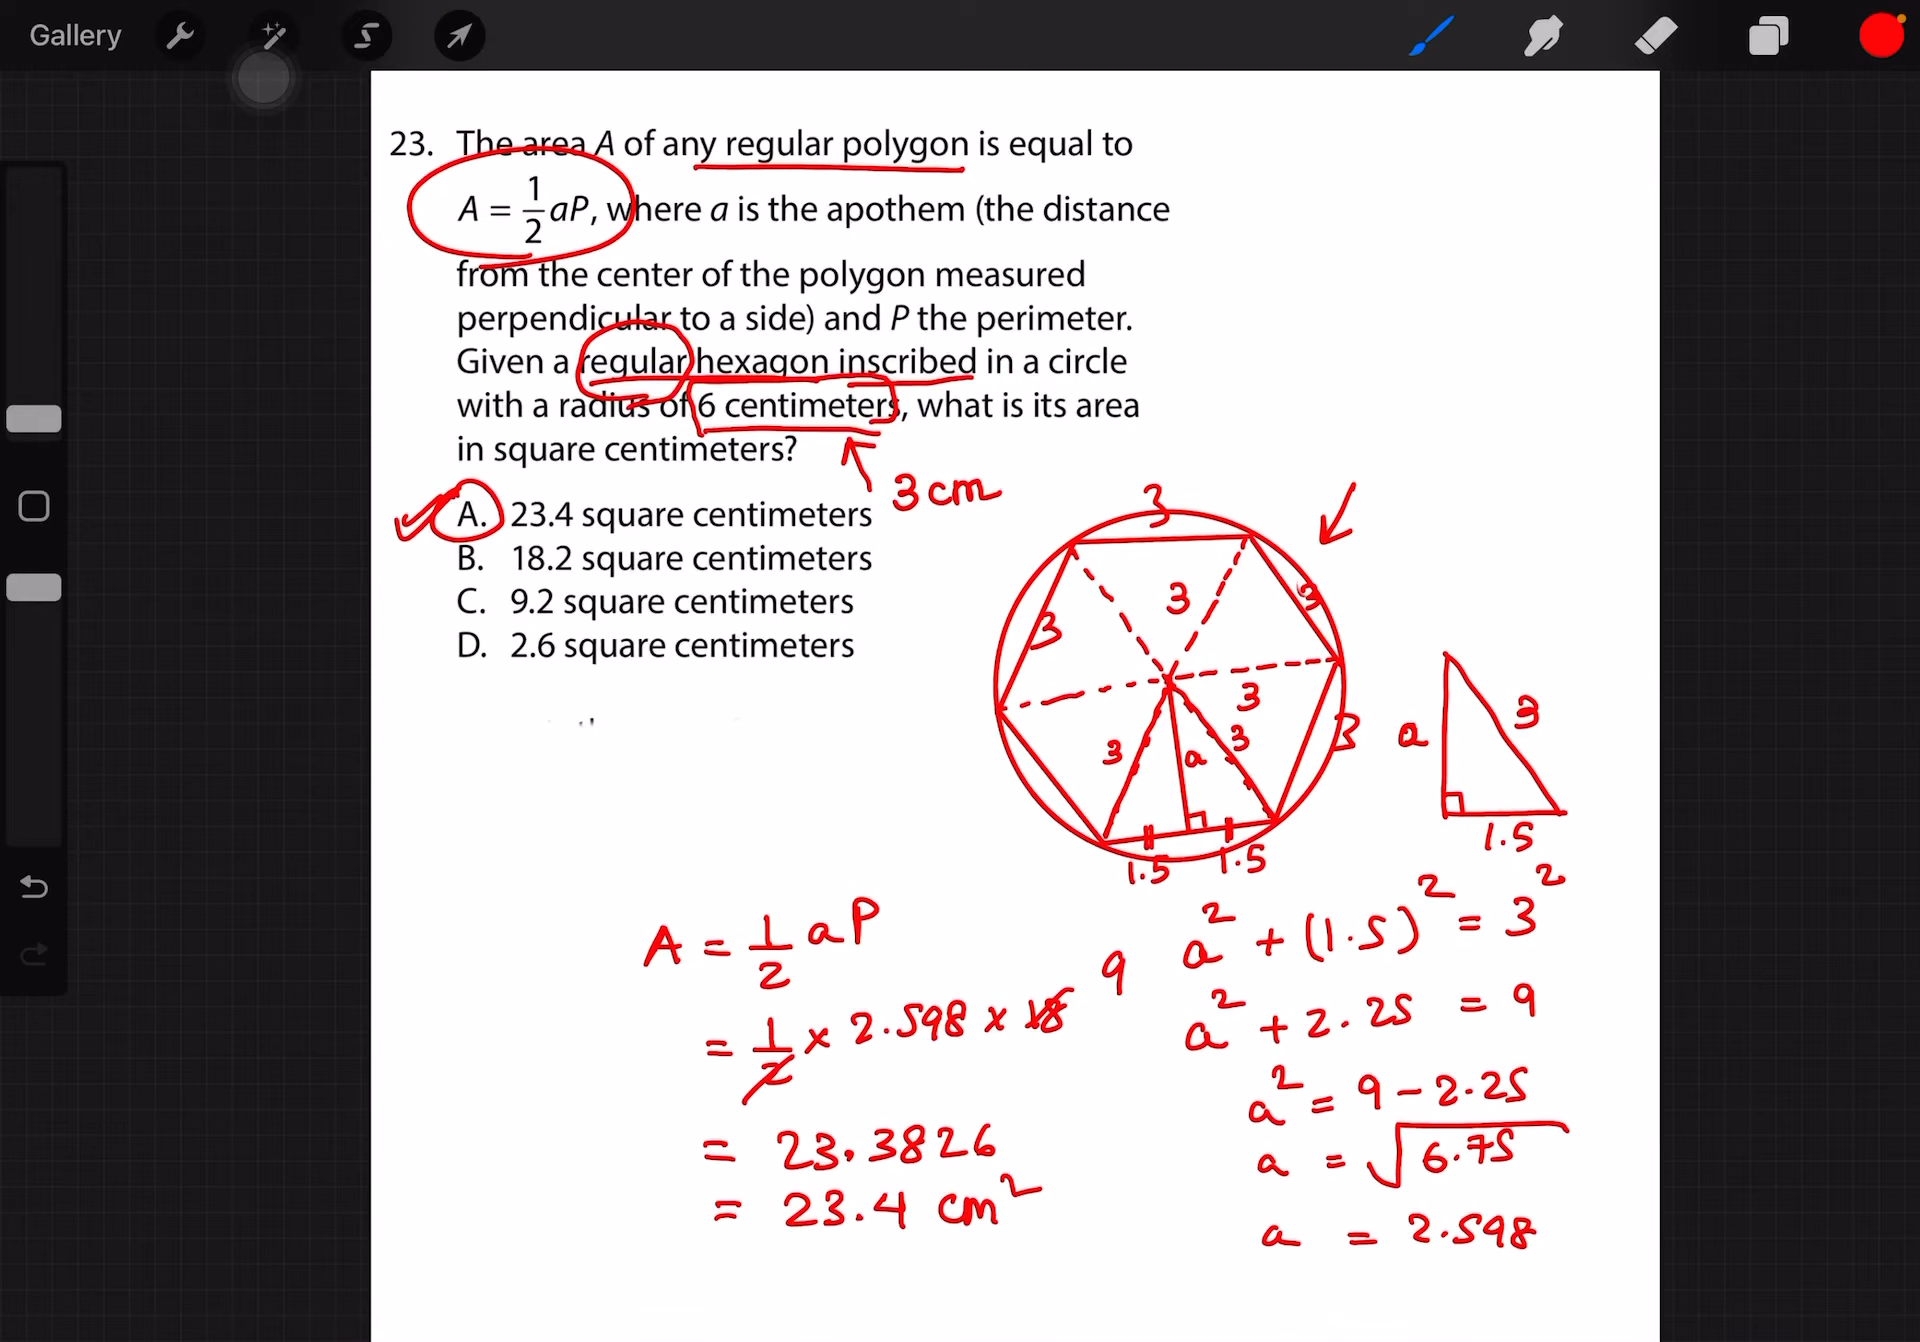 Gallery
23. The area A of any regular polygon is equal to
A = 1/2 aP, where a is the apothem (the distance
from the center of the polygon measured
perpendicular to a side) and P the perimeter.
Given a regular hexagon inscribed in a circle
with a radius of 6 centimeters, what is its area
in square centimeters?
3 cm
A. 23.4 square centimeters
B. 18.2 square centimeters
C. 9.2 square centimeters
D. 2.6 square centimeters
3
3
3
3
3
3
3
3
a
1.5
1.5
a
3
1.5
A = 1/2 aP
= 1/2 × 2.598 × 18 9
= 23.3826
= 23.4 cm²
a² + (1.5)² = 3²
a² + 2.25 = 9
a² = 9 - 2.25
a = √6.75
a = 2.598